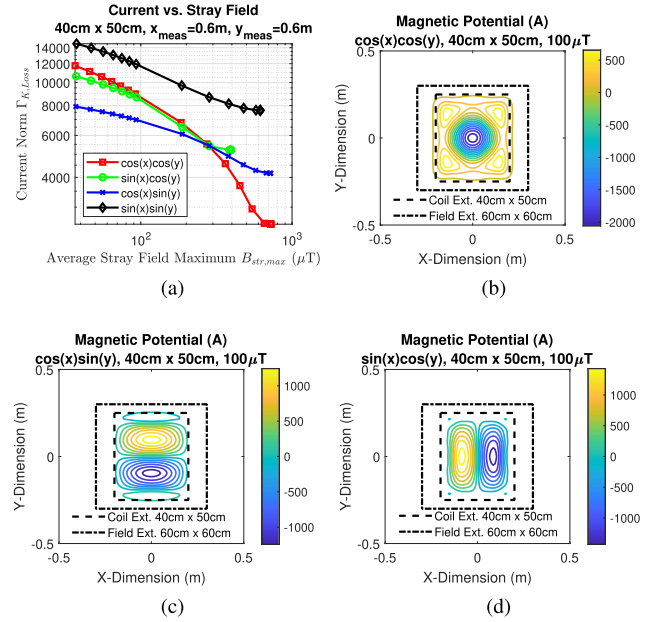 Current vs. Stray Field
40cm x 50cm, x_meas=0.6m, y_meas=0.6m
14000
12000
10000
8000
6000
4000
Current Norm Γ_K,Loss
cos(x)cos(y)
sin(x)cos(y)
cos(x)sin(y)
sin(x)sin(y)
10^2
10^3
Average Stray Field Maximum B_str,max (μT)
(a)
Magnetic Potential (A)
cos(x)cos(y), 40cm x 50cm, 100μT
0.5
0
-0.5
Y-Dimension (m)
Coil Ext. 40cm x 50cm
Field Ext. 60cm x 60cm
-0.5
0
0.5
X-Dimension (m)
500
0
-500
-1000
-1500
-2000
(b)
Magnetic Potential (A)
cos(x)sin(y), 40cm x 50cm, 100μT
0.5
0
-0.5
Y-Dimension (m)
Coil Ext. 40cm x 50cm
Field Ext. 60cm x 60cm
-0.5
0
0.5
X-Dimension (m)
1000
500
0
-500
-1000
(c)
Magnetic Potential (A)
sin(x)cos(y), 40cm x 50cm, 100μT
0.5
0
-0.5
Y-Dimension (m)
Coil Ext. 40cm x 50cm
Field Ext. 60cm x 60cm
-0.5
0
0.5
X-Dimension (m)
1000
500
0
-500
-1000
(d)